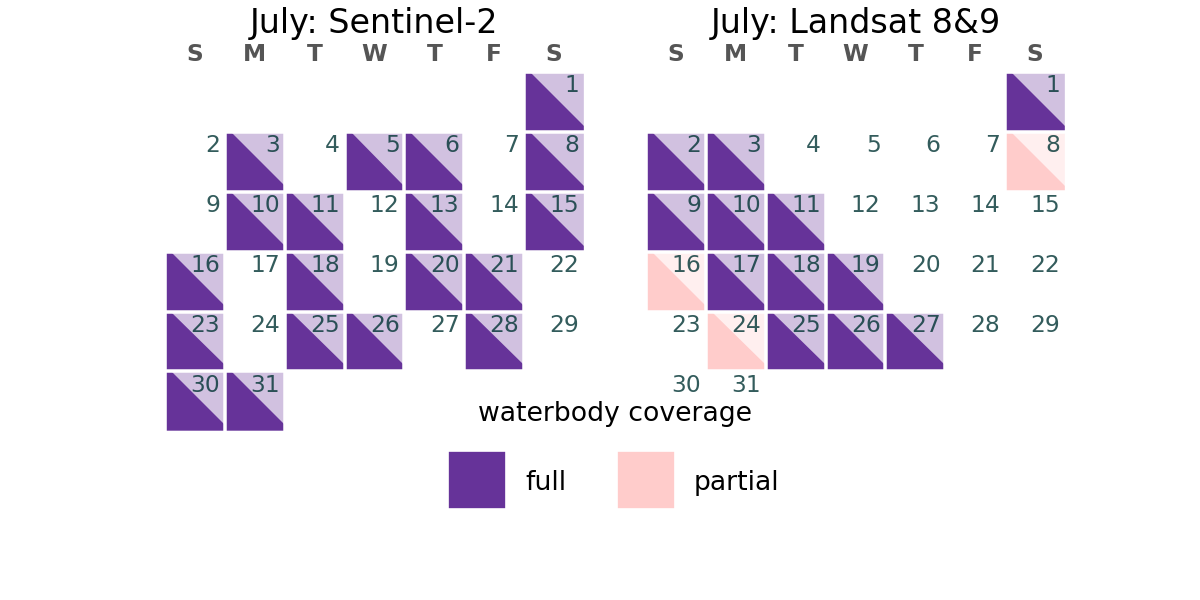 July: Sentinel-2
S M T W T F S
1
2 3 4 5 6 7 8
9 10 11 12 13 14 15
16 17 18 19 20 21 22
23 24 25 26 27 28 29
30 31
July: Landsat 8&9
S M T W T F S
1
2 3 4 5 6 7 8
9 10 11 12 13 14 15
16 17 18 19 20 21 22
23 24 25 26 27 28 29
30 31
waterbody coverage
full partial